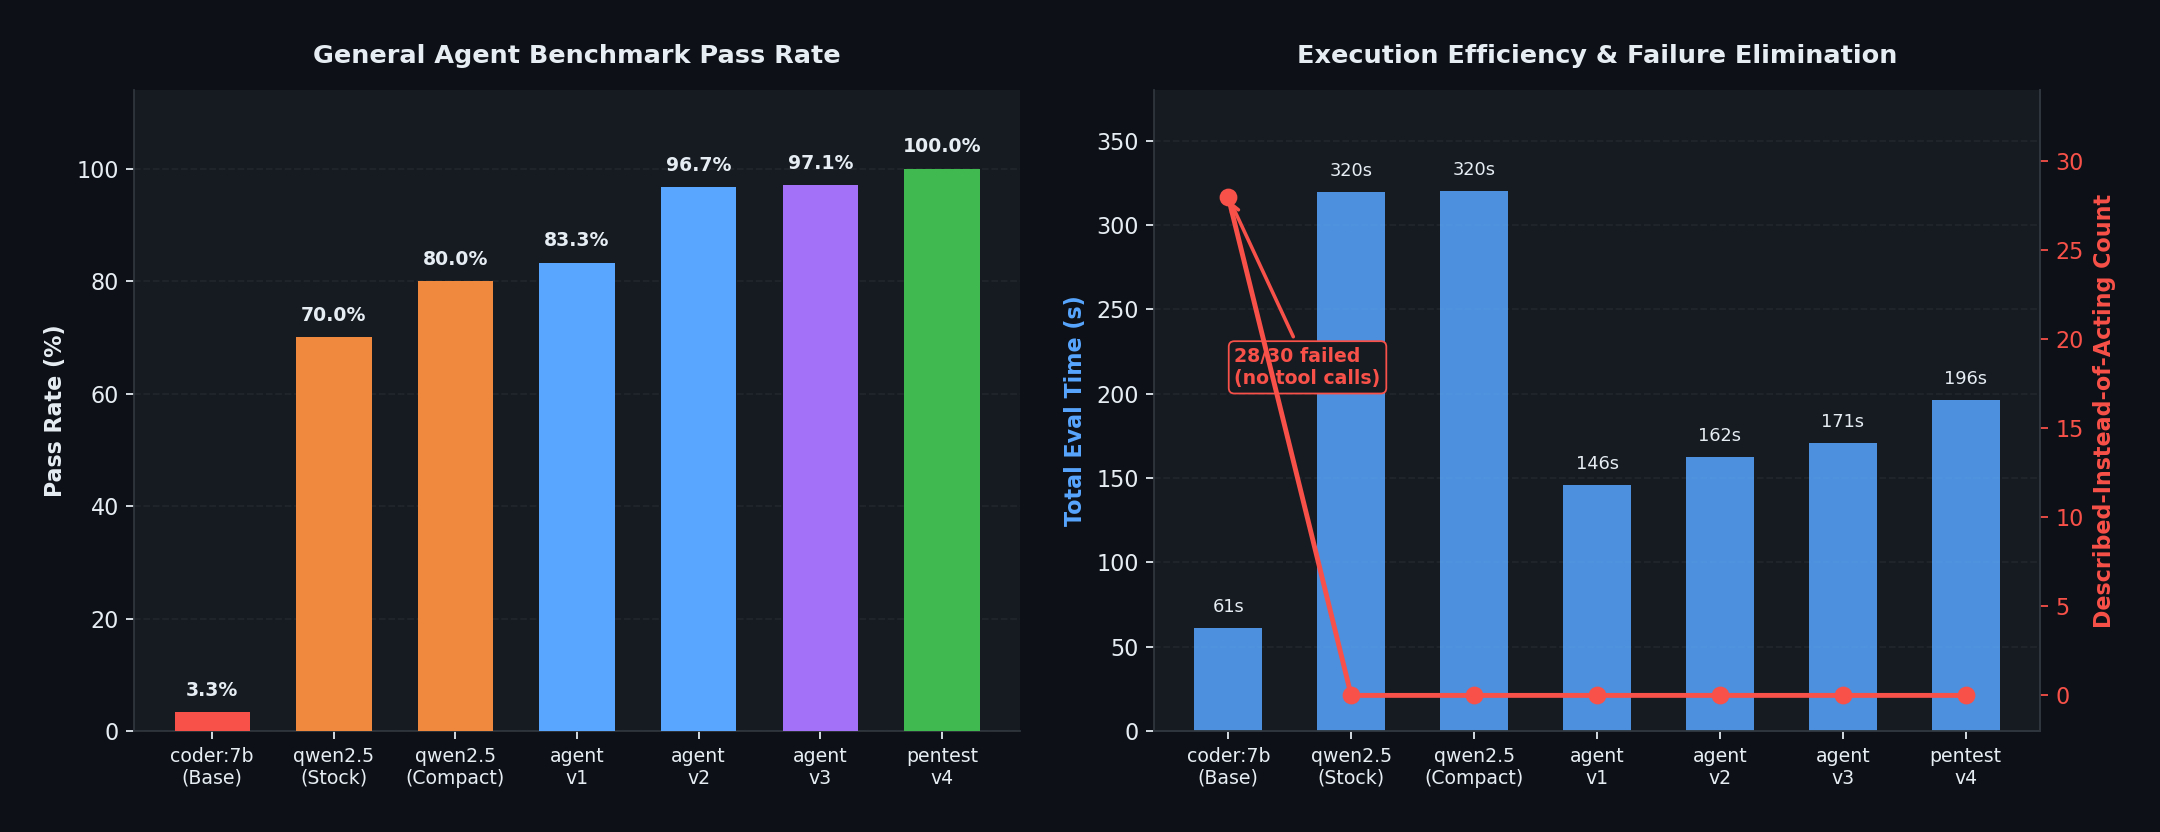 General Agent Benchmark Pass Rate
Pass Rate (%)
100
80
60
40
20
0
3.3%
70.0%
80.0%
83.3%
96.7%
97.1%
100.0%
coder:7b
(Base)
qwen2.5
(Stock)
qwen2.5
(Compact)
agent
v1
agent
v2
agent
v3
pentest
v4
Execution Efficiency & Failure Elimination
Total Eval Time (s)
350
300
250
200
150
100
50
0
61s
320s
320s
146s
162s
171s
196s
28/30 failed
(no tool calls)
30
25
20
15
10
5
0
Described-Instead-of-Acting Count
coder:7b
(Base)
qwen2.5
(Stock)
qwen2.5
(Compact)
agent
v1
agent
v2
agent
v3
pentest
v4